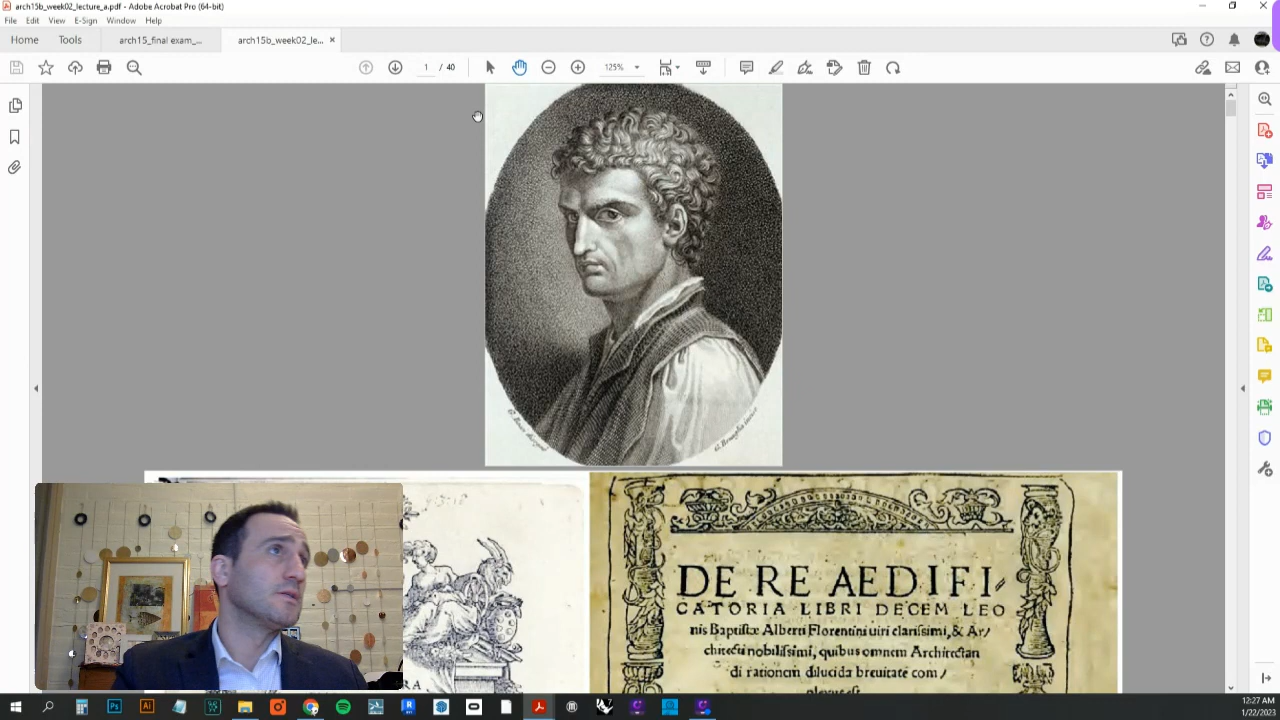 arch15b_week02_lecture_a.pdf - Adobe Acrobat Pro (64-bit)
File Edit View E-Sign Window Help
Home Tools arch15_final exam_... arch15b_week02_le... ×
1 / 40 125%
DE RE AEDIFI-
CATORIA LIBRI DECEM LEO
nis Baptistæ Alberti Florentini uiri clarissimi, & Ar/
chitecti nobilissimi, quibus omnem Architectan
di rationem dilucida breuitate com/
12:27 AM
1/22/2023